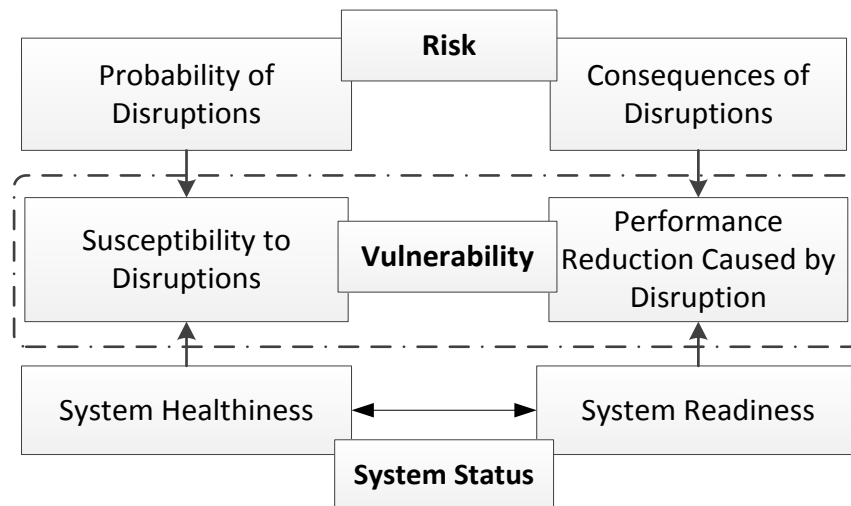 Risk
Probability of
Disruptions
Consequences of
Disruptions
Susceptibility to
Disruptions
Vulnerability
Performance
Reduction Caused by
Disruption
System Healthiness
System Readiness
System Status